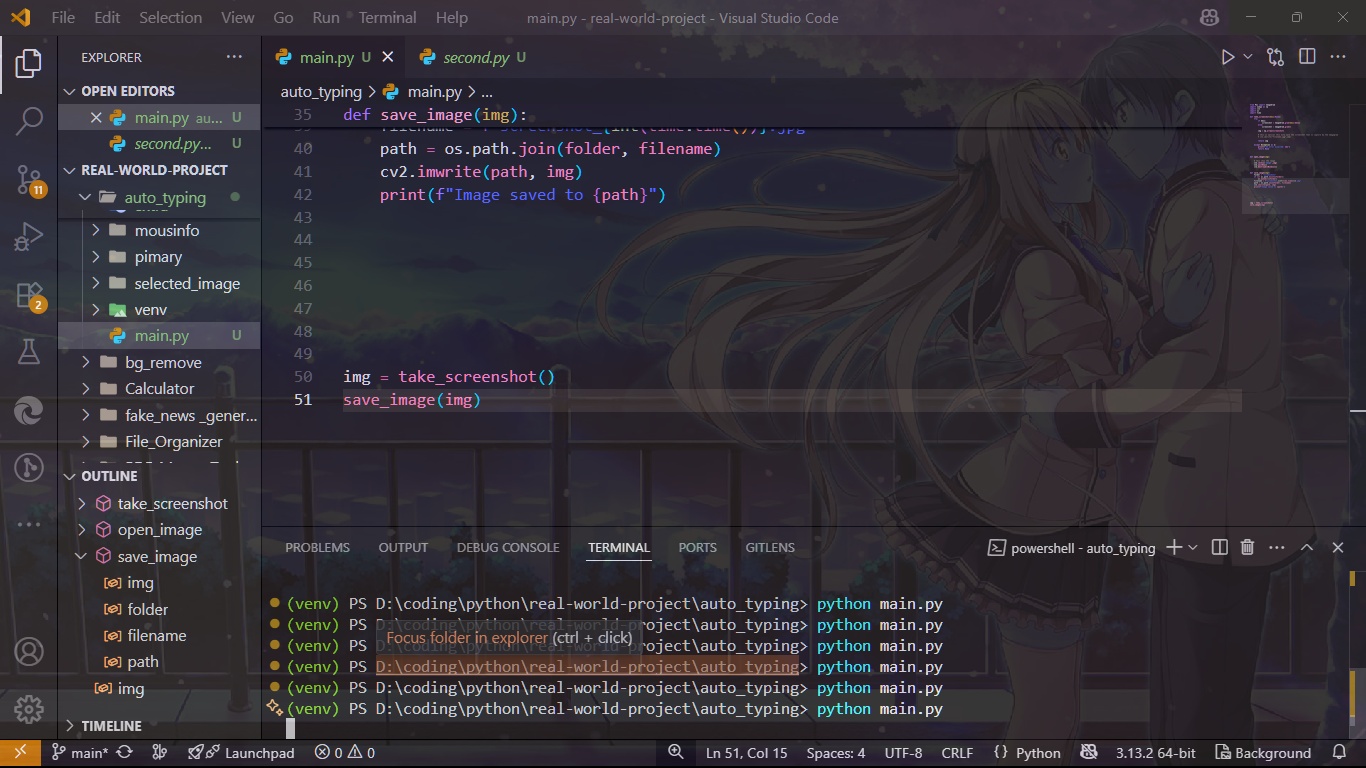 File Edit Selection View Go Run Terminal Help main.py - real-world-project - Visual Studio Code
EXPLORER
OPEN EDITORS
main.py au... U
second.py... U
REAL-WORLD-PROJECT
auto_typing
mousinfo
pimary
selected_image
venv
main.py U
bg_remove
Calculator
fake_news _gener...
File_Organizer
OUTLINE
take_screenshot
open_image
save_image
img
folder
filename
path
img
TIMELINE
11
2
main.py U second.py U
auto_typing > main.py > ...
35 def save_image(img):
40 path = os.path.join(folder, filename)
41 cv2.imwrite(path, img)
42 print(f"Image saved to {path}")
43
44
45
46
47
48
49
50 img = take_screenshot()
51 save_image(img)
PROBLEMS OUTPUT DEBUG CONSOLE TERMINAL PORTS GITLENS powershell - auto_typing
(venv) PS D:\coding\python\real-world-project\auto_typing> python main.py
(venv) PS D:\coding\python\real-world-project\auto_typing> python main.py
Focus folder in explorer (ctrl + click)
(venv) PS rojject\auto_typing> python main.py
(venv) PS D:\coding\python\real-world-project\auto_typing> python main.py
(venv) PS D:\coding\python\real-world-project\auto_typing> python main.py
(venv) PS D:\coding\python\real-world-project\auto_typing> python main.py
main* Launchpad 0 0 Ln 51, Col 15 Spaces: 4 UTF-8 CRLF {} Python 3.13.2 64-bit Background